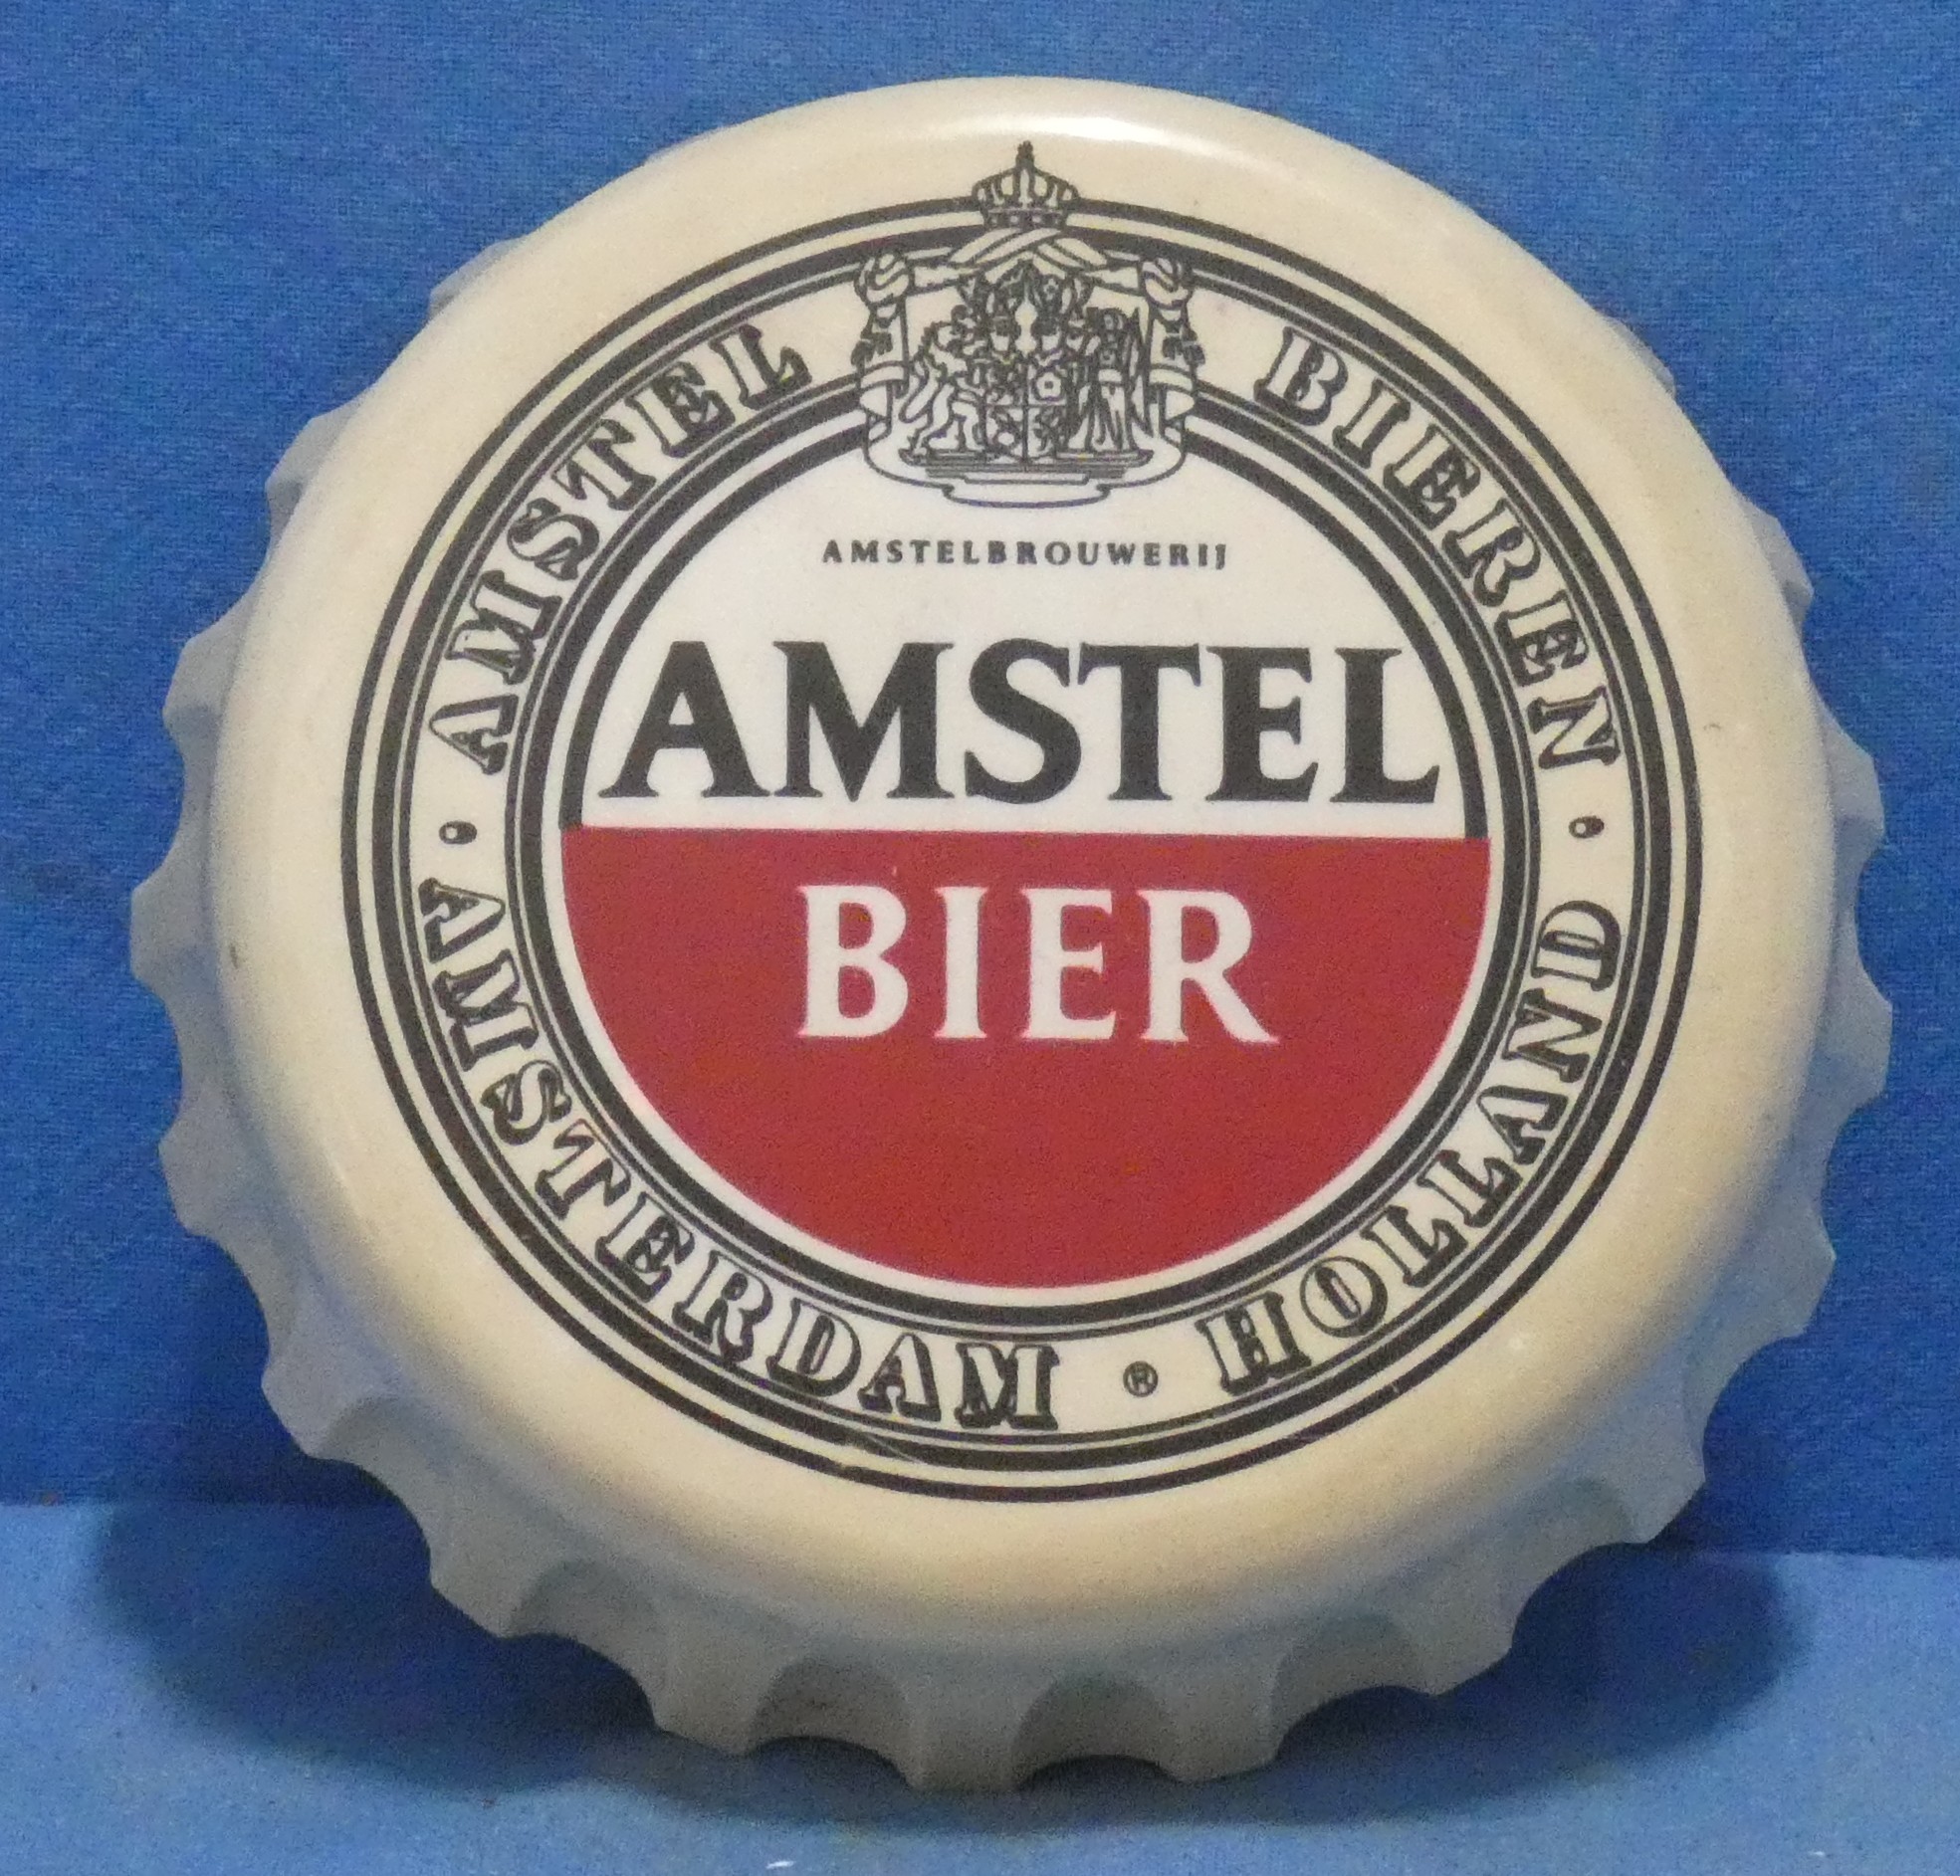 AMSTEL BIEREN
AMSTELBROUWERIJ
AMSTEL
BIER
AMSTERDAM ® HOLLAND